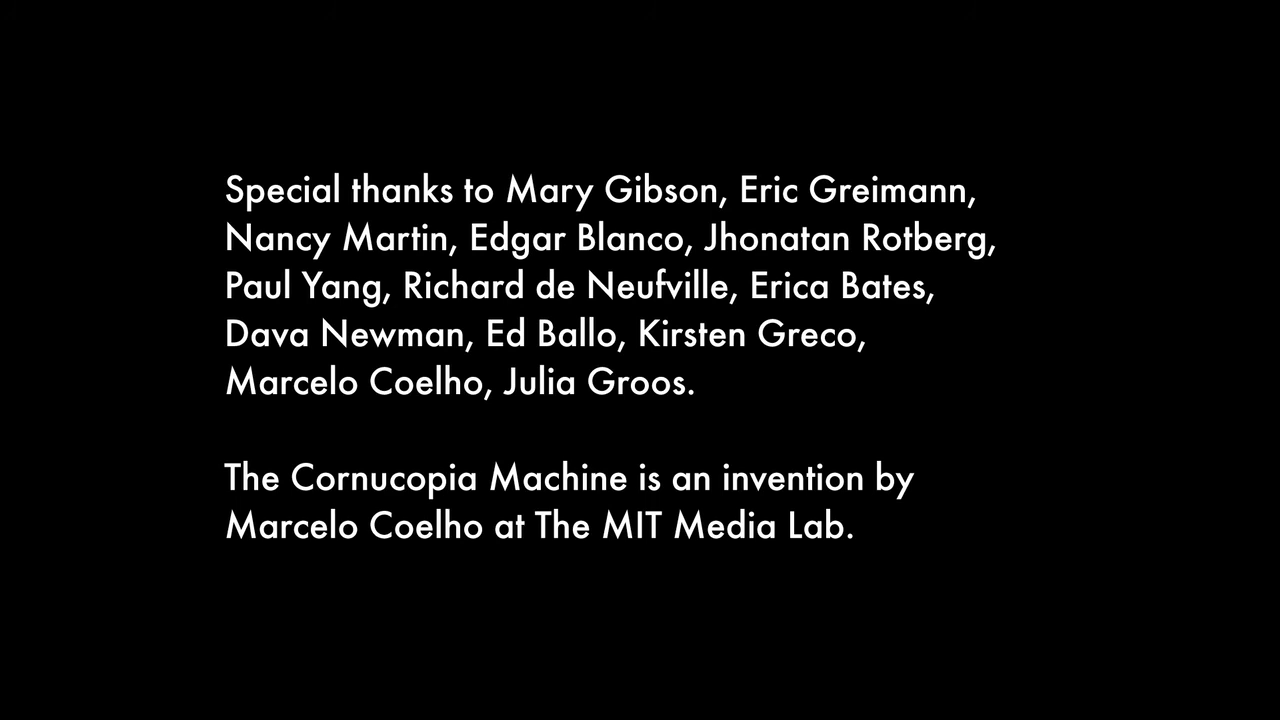 Special thanks to Mary Gibson, Eric Greimann,
Nancy Martin, Edgar Blanco, Jhonatan Rotberg,
Paul Yang, Richard de Neufville, Erica Bates,
Dava Newman, Ed Ballo, Kirsten Greco,
Marcelo Coelho, Julia Groos.
The Cornucopia Machine is an invention by
Marcelo Coelho at The MIT Media Lab.